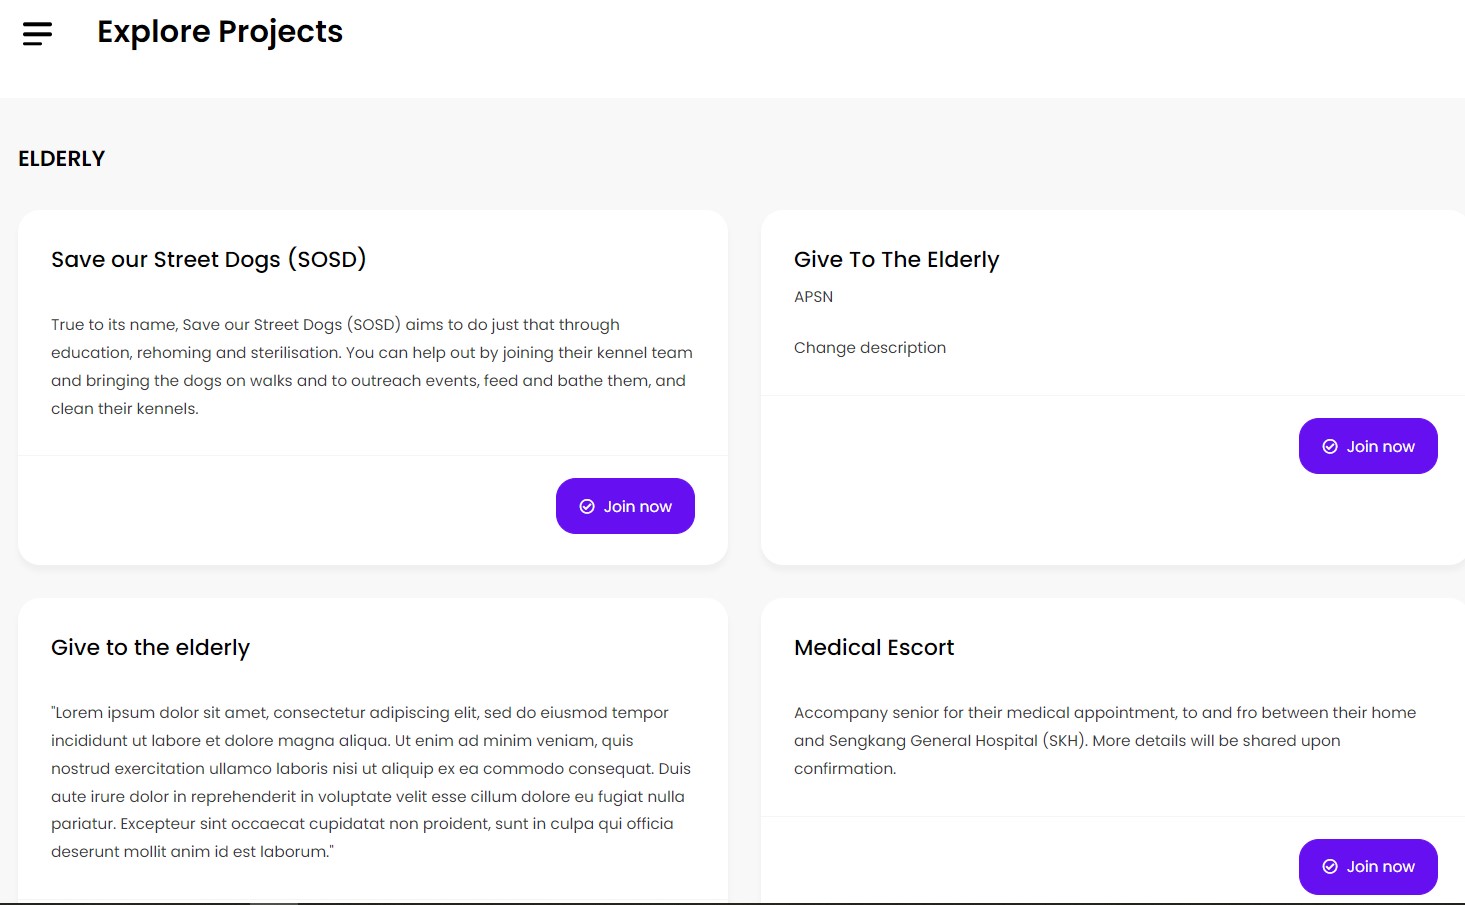 Explore Projects
ELDERLY
Save our Street Dogs (SOSD)
True to its name, Save our Street Dogs (SOSD) aims to do just that through
education, rehoming and sterilisation. You can help out by joining their kennel team
and bringing the dogs on walks and to outreach events, feed and bathe them, and
clean their kennels.
Join now
Give To The Elderly
APSN
Change description
Join now
Give to the elderly
"Lorem ipsum dolor sit amet, consectetur adipiscing elit, sed do eiusmod tempor
incididunt ut labore et dolore magna aliqua. Ut enim ad minim veniam, quis
nostrud exercitation ullamco laboris nisi ut aliquip ex ea commodo consequat. Duis
aute irure dolor in reprehenderit in voluptate velit esse cillum dolore eu fugiat nulla
pariatur. Excepteur sint occaecat cupidatat non proident, sunt in culpa qui officia
deserunt mollit anim id est laborum."
Medical Escort
Accompany senior for their medical appointment, to and fro between their home
and Sengkang General Hospital (SKH). More details will be shared upon
confirmation.
Join now